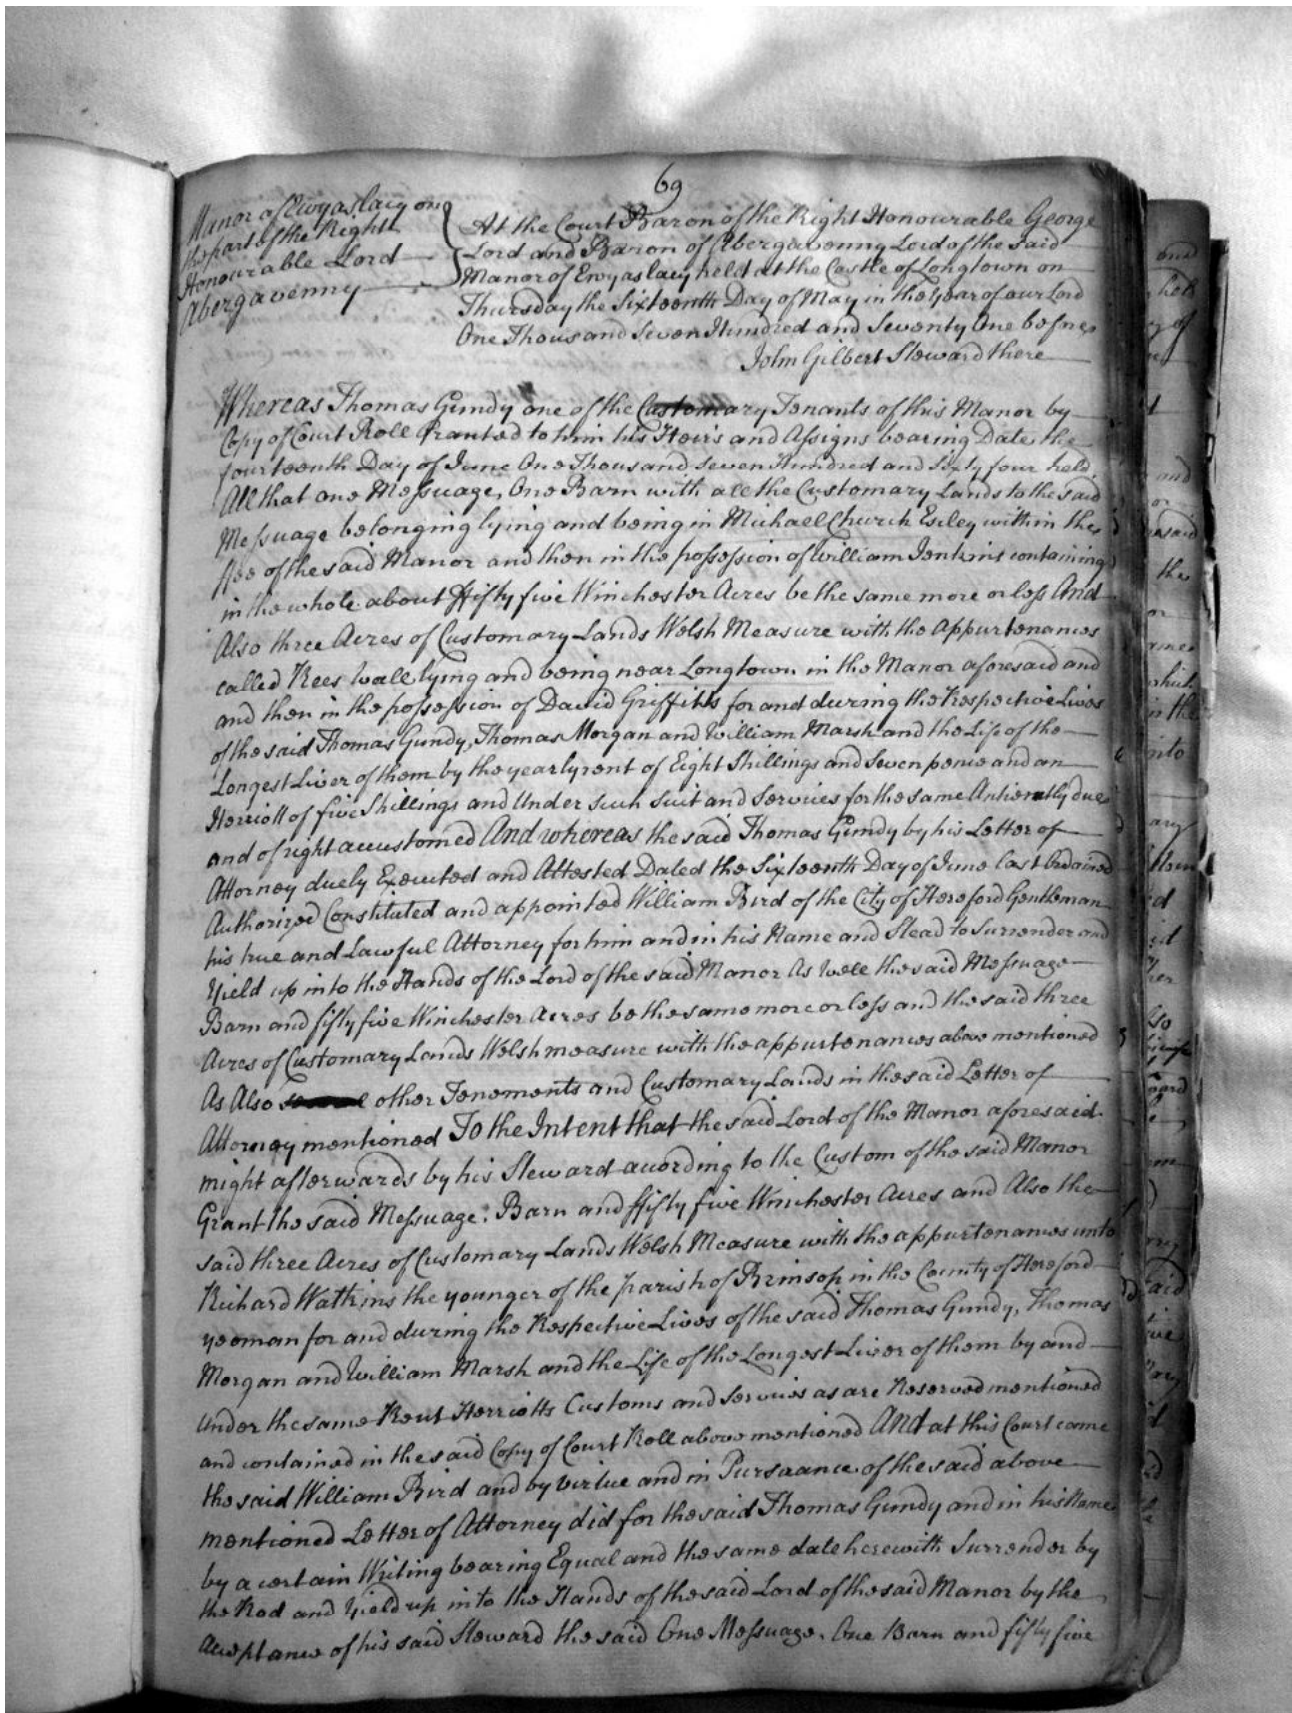 69
Manor of Ewyaslacy on
the part of the Right
Honourable Lord
Abergavenny
At the Court Baron of the Right Honourable George
Lord and Baron of Abergavenny Lord of the said
Manor of Ewyaslacy held at the Castle of Longtown on
Thursday the Sixteenth Day of May in the Year of our Lord
One Thousand Seven Hundred and Seventy One before
John Gilbert Steward there
Whereas Thomas Gundy one of the Customary Tenants of this Manor by
Copy of Court Roll Granted to him his Heirs and Assigns bearing Date the
fourteenth Day of June One Thousand Seven Hundred and Sixty four held
All that one Messuage, One Barn with all the Customary Lands to the said
Messuage belonging lying and being in Michael Church Esley within the
ffee of the said Manor and then in the possession of William Jenkins containing
in the whole about ffifty five Winchester Acres be the same more or less And
Also three Acres of Customary Lands Welsh Measure with the Appurtenances
called Rees Wall lying and being near Longtown in the Manor aforesaid and
and then in the possession of David Griffiths for and during the Respective Lives
of the said Thomas Gundy, Thomas Morgan and William Marsh and the Life of the
Longest Liver of them by the yearly rent of Eight Shillings and Seven pence and an
Herriott of five Shillings and Under such Suit and Services for the same Antiently due
and of right accustomed And whereas the said Thomas Gundy by his Letter of
Attorney duely Executed and Attested Dated the Sixteenth Day of June last Ordained
Authorized Constituted and appointed William Bird of the City of Hereford Gentleman
his true and Lawful Attorney for him and in his Name and Stead to Surrender and
Yield up into the Hands of the Lord of the said Manor As well the said Messuage
Barn and fifty five Winchester Acres be the same more or less and the said three
Acres of Customary Lands Welsh measure with the appurtenances above mentioned
As Also other Tenements and Customary Lands in the said Letter of
Attorney mentioned To the Intent that the said Lord of the Manor aforesaid
might afterwards by his Steward acording to the Custom of the said Manor
Grant the said Messuage. Barn and ffifty five Winchester Acres and Also the
said three Acres of Customary Lands Welsh Measure with the appurtenances unto
Richard Watkins the younger of the parish of Brinsop in the County of Hereford
yeoman for and during the Respective Lives of the said Thomas Gundy, Thomas
Morgan and William Marsh and the Life of the Longest Liver of them by and
Under the same Rent Herriotts Customs and Services as are Reserved mentioned
and contained in the said Copy of Court Roll above mentioned And at this Court came
the said William Bird and by virtue and in Pursuance of the said above
mentioned Letter of Attorney did for the said Thomas Gundy and in his Name
by a certain Writing bearing Equal and the same date herewith Surrender by
the Rod and Yield up into the Hands of the said Lord of the said Manor by the
acceptance of his said Steward the said One Messuage. One Barn and fifty five